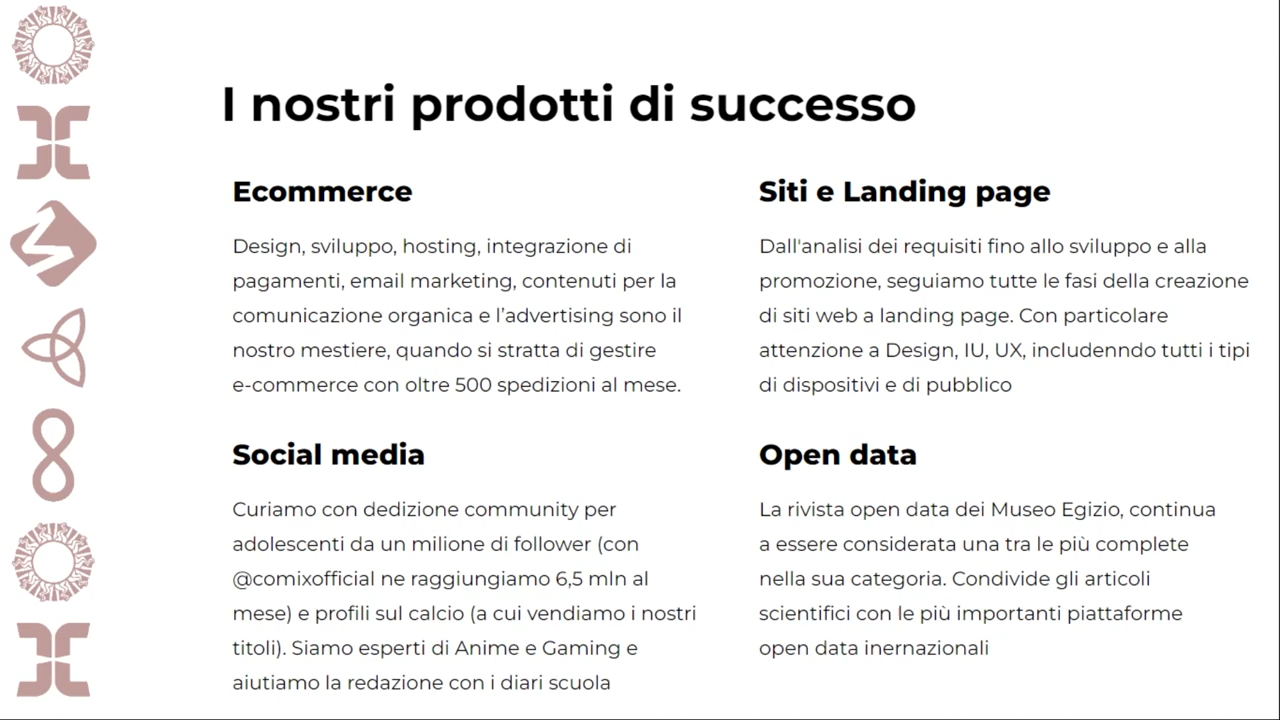 I nostri prodotti di successo
Ecommerce
Design, sviluppo, hosting, integrazione di
pagamenti, email marketing, contenuti per la
comunicazione organica e l’advertising sono il
nostro mestiere, quando si stratta di gestire
e-commerce con oltre 500 spedizioni al mese.
Siti e Landing page
Dall'analisi dei requisiti fino allo sviluppo e alla
promozione, seguiamo tutte le fasi della creazione
di siti web a landing page. Con particolare
attenzione a Design, IU, UX, includenndo tutti i tipi
di dispositivi e di pubblico
Social media
Curiamo con dedizione community per
adolescenti da un milione di follower (con
@comixofficial ne raggiungiamo 6,5 mln al
mese) e profili sul calcio (a cui vendiamo i nostri
titoli). Siamo esperti di Anime e Gaming e
aiutiamo la redazione con i diari scuola
Open data
La rivista open data dei Museo Egizio, continua
a essere considerata una tra le più complete
nella sua categoria. Condivide gli articoli
scientifici con le più importanti piattaforme
open data inernazionali